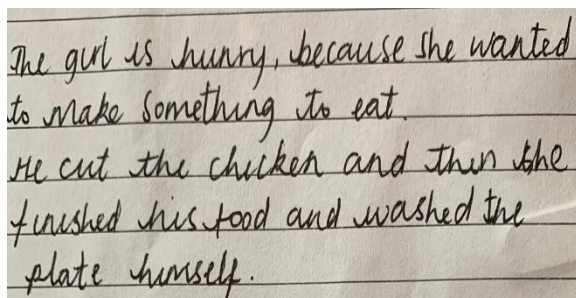 The girl is hunry, because she wanted
to make something to eat.
He cut the chicken and then she
finished his food and washed the
plate himself.